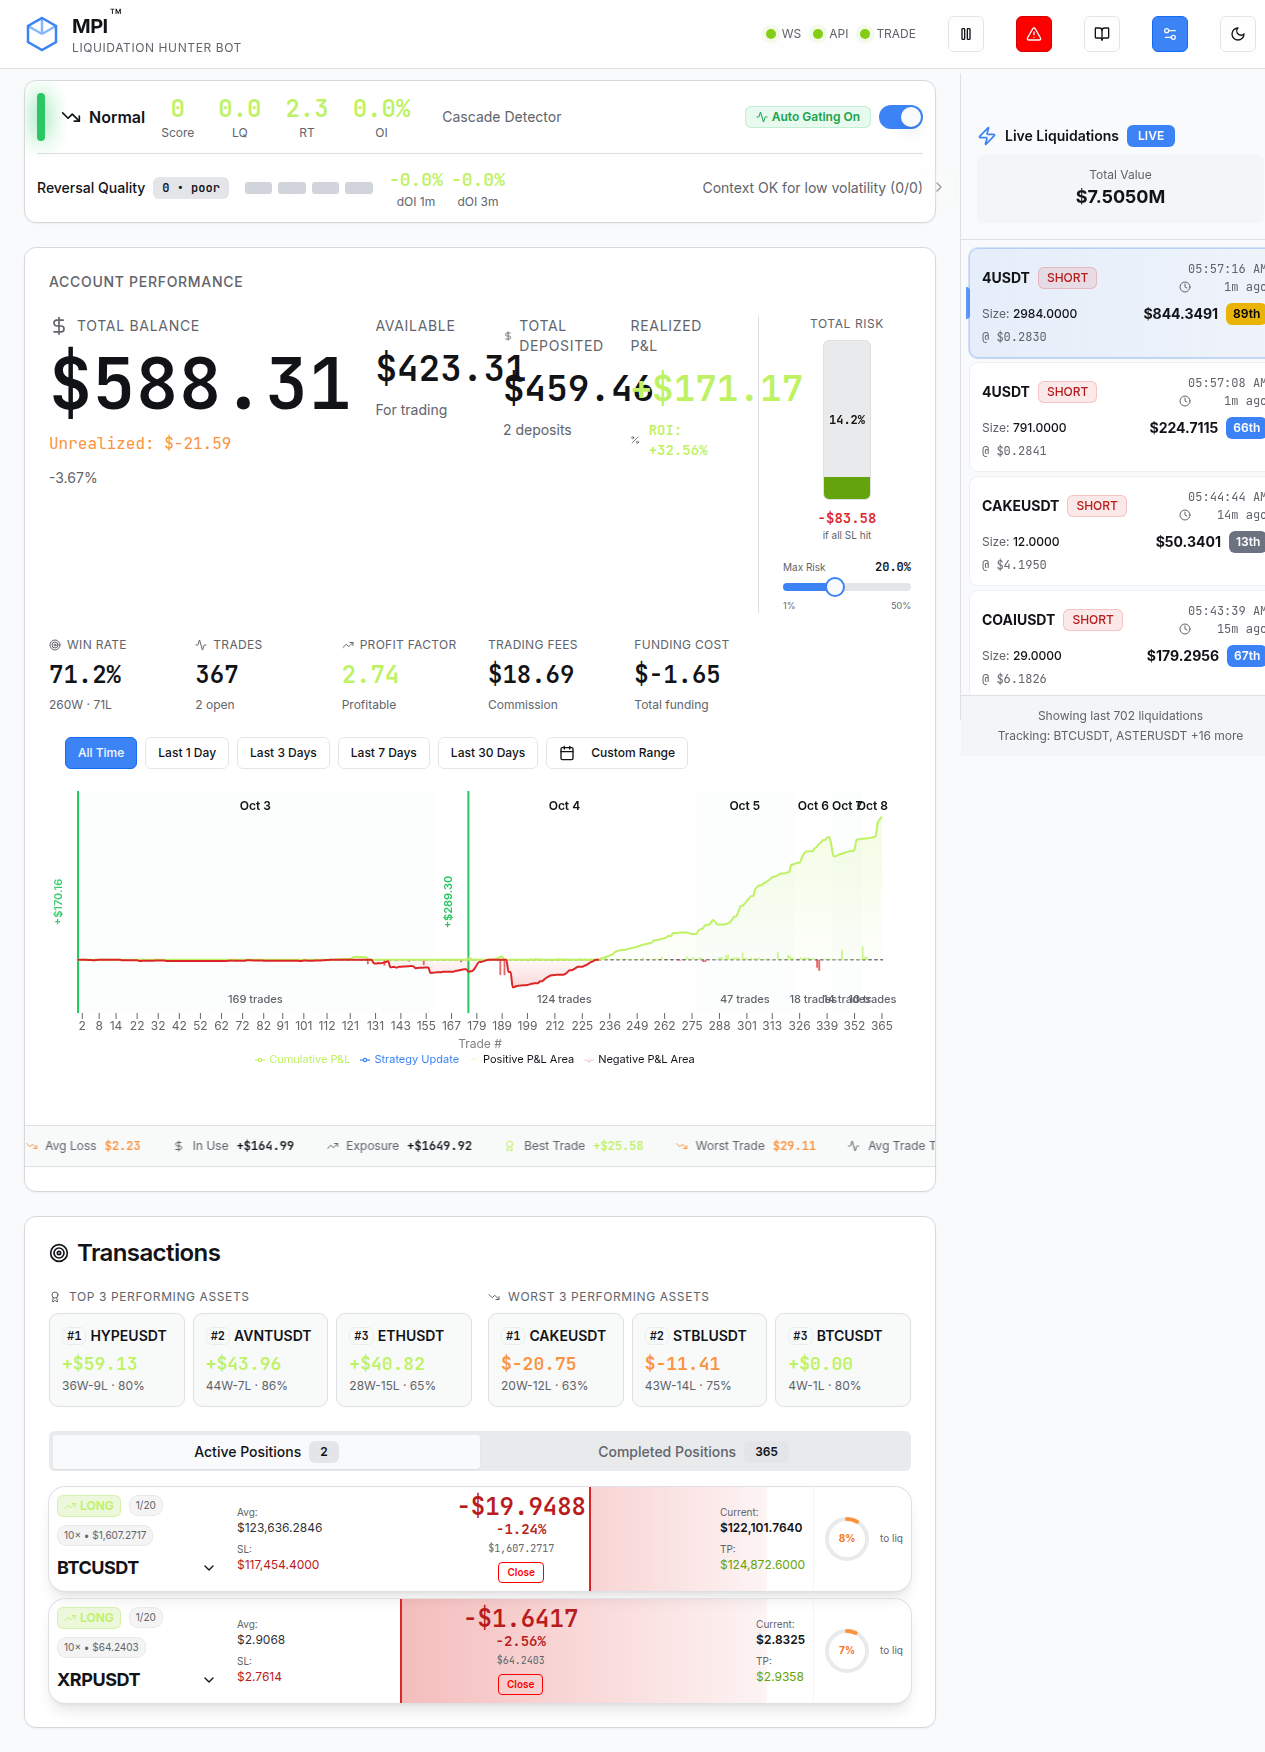 MPI™
LIQUIDATION HUNTER BOT
WS API TRADE
Normal
0 0.0 2.3 0.0%
Score LQ RT OI
Cascade Detector
Auto Gating On
Reversal Quality 0 • poor
-0.0% -0.0%
dOI 1m dOI 3m
Context OK for low volatility (0/0)
ACCOUNT PERFORMANCE
TOTAL BALANCE
$588.31
Unrealized: $-21.59
-3.67%
AVAILABLE
$423.31
For trading
TOTAL
DEPOSITED
$459.46
2 deposits
REALIZED
P&L
+$171.17
ROI:
+32.56%
TOTAL RISK
14.2%
-$83.58
if all SL hit
Max Risk 20.0%
1% 50%
WIN RATE
71.2%
260W · 71L
TRADES
367
2 open
PROFIT FACTOR
2.74
Profitable
TRADING FEES
$18.69
Commission
FUNDING COST
$-1.65
Total funding
All Time Last 1 Day Last 3 Days Last 7 Days Last 30 Days Custom Range
Oct 3 Oct 4 Oct 5 Oct 6 Oct 7 Oct 8
+$170.16
+$289.30
169 trades 124 trades 47 trades 18 trades
2 8 14 22 32 42 52 62 72 82 91 101 112 121 131 143 155 167 179 189 199 212 225 236 249 262 275 288 301 313 326 339 352 365
Trade #
Cumulative P&L Strategy Update Positive P&L Area Negative P&L Area
Avg Loss $2.23 In Use +$164.99 Exposure +$1649.92 Best Trade +$25.58 Worst Trade $29.11 Avg Trade T
Transactions
TOP 3 PERFORMING ASSETS
#1 HYPEUSDT
+$59.13
36W-9L · 80%
#2 AVNTUSDT
+$43.96
44W-7L · 86%
#3 ETHUSDT
+$40.82
28W-15L · 65%
WORST 3 PERFORMING ASSETS
#1 CAKEUSDT
$-20.75
20W-12L · 63%
#2 STBLUSDT
$-11.41
43W-14L · 75%
#3 BTCUSDT
+$0.00
4W-1L · 80%
Active Positions 2
Completed Positions 365
LONG 1/20
10× • $1,607.2717
BTCUSDT
Avg:
$123,636.2846
SL:
$117,454.4000
-$19.9488
-1.24%
$1,607.2717
Close
Current:
$122,101.7640
TP:
$124,872.6000
8% to liq
LONG 1/20
10× • $64.2403
XRPUSDT
Avg:
$2.9068
SL:
$2.7614
-$1.6417
-2.56%
$64.2403
Close
Current:
$2.8325
TP:
$2.9358
7% to liq
Live Liquidations LIVE
Total Value
$7.5050M
4USDT SHORT 05:57:16 AM
1m ago
Size: 2984.0000 $844.3491 89th
@ $0.2830
4USDT SHORT 05:57:08 AM
1m ago
Size: 791.0000 $224.7115 66th
@ $0.2841
CAKEUSDT SHORT 05:44:44 AM
14m ago
Size: 12.0000 $50.3401 13th
@ $4.1950
COAIUSDT SHORT 05:43:39 AM
15m ago
Size: 29.0000 $179.2956 67th
@ $6.1826
Showing last 702 liquidations
Tracking: BTCUSDT, ASTERUSDT +16 more